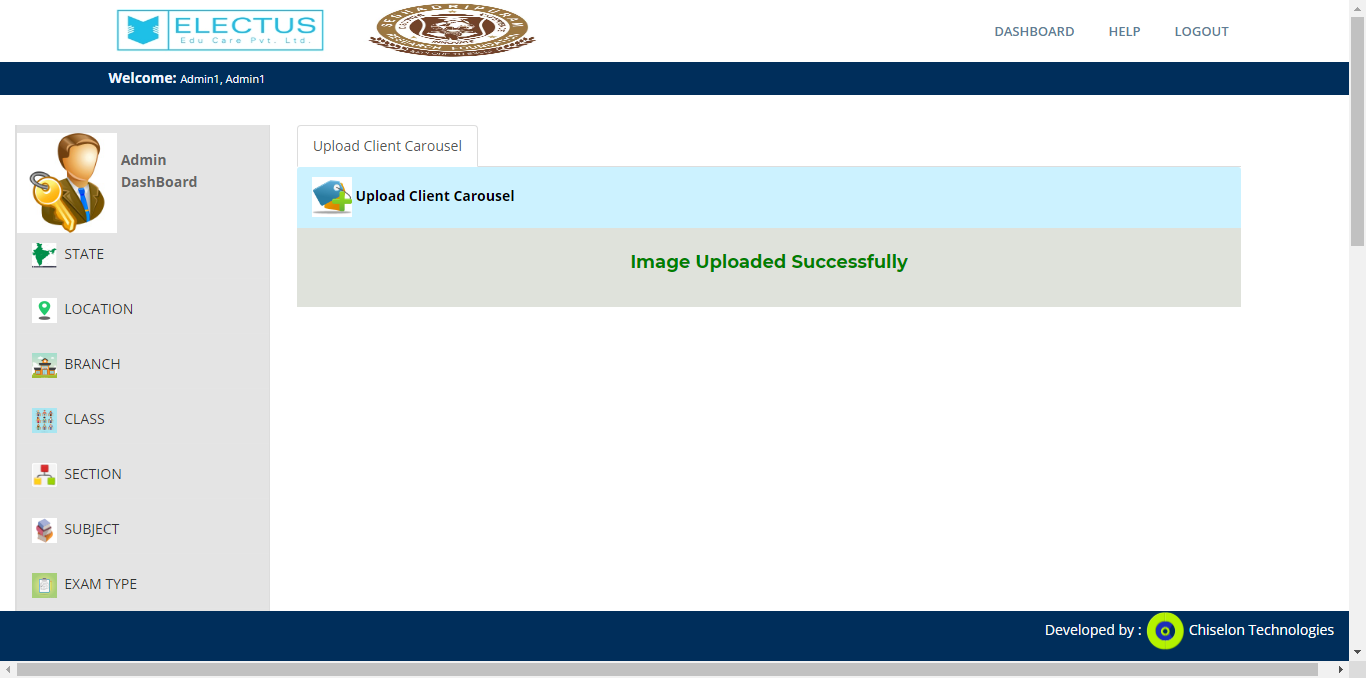 ELECTUS
Edu Care Pvt. Ltd.
DASHBOARD HELP LOGOUT
Welcome: Admin1, Admin1
Admin
DashBoard
STATE
LOCATION
BRANCH
CLASS
SECTION
SUBJECT
EXAM TYPE
Upload Client Carousel
Upload Client Carousel
Image Uploaded Successfully
Developed by : Chiselon Technologies